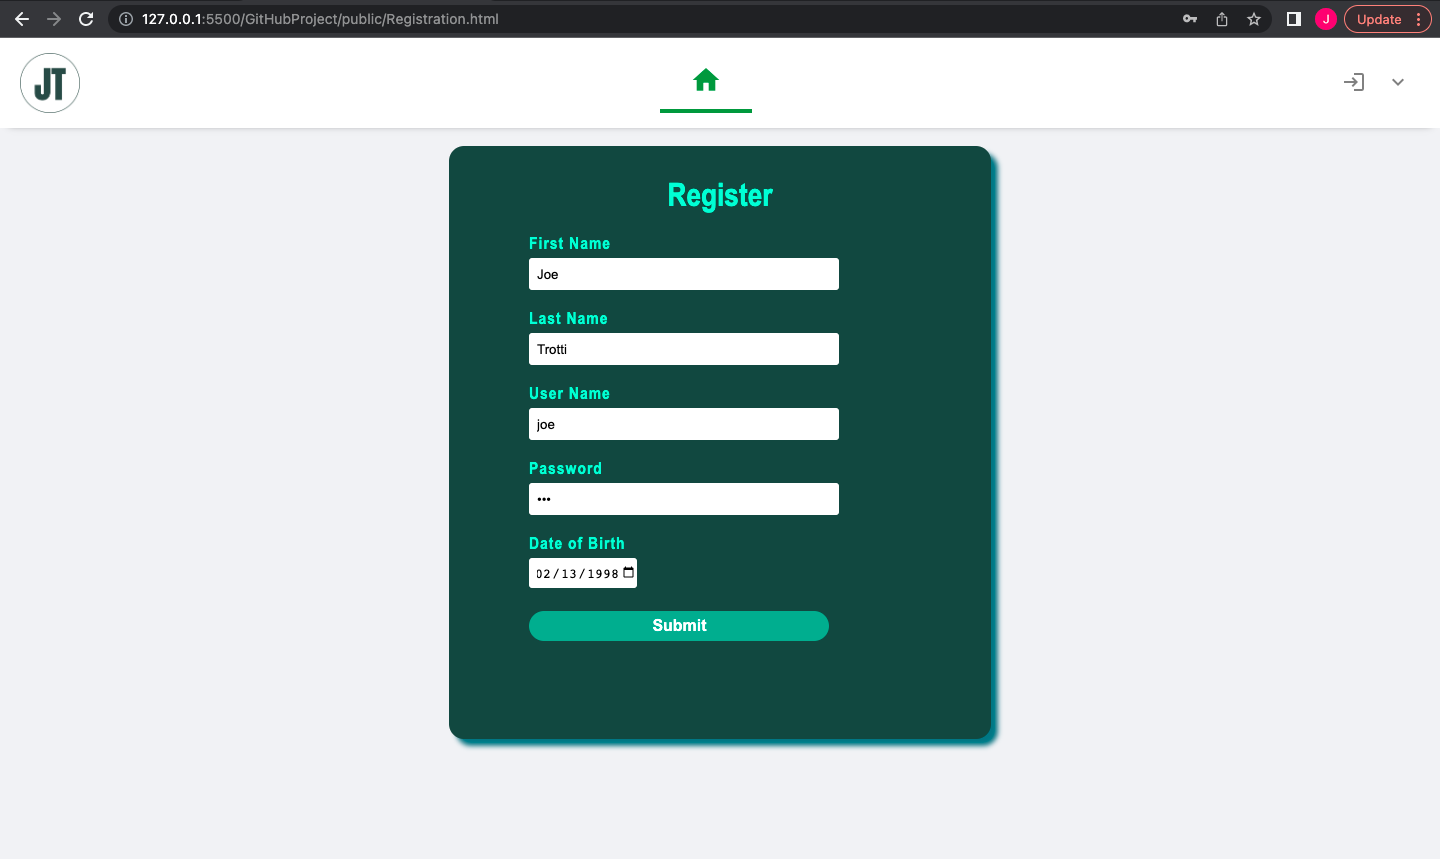 127.0.0.1:5500/GitHubProject/public/Registration.html
J
Update
JT
Register
First Name
Joe
Last Name
Trotti
User Name
joe
Password
•••
Date of Birth
02/13/1998
Submit